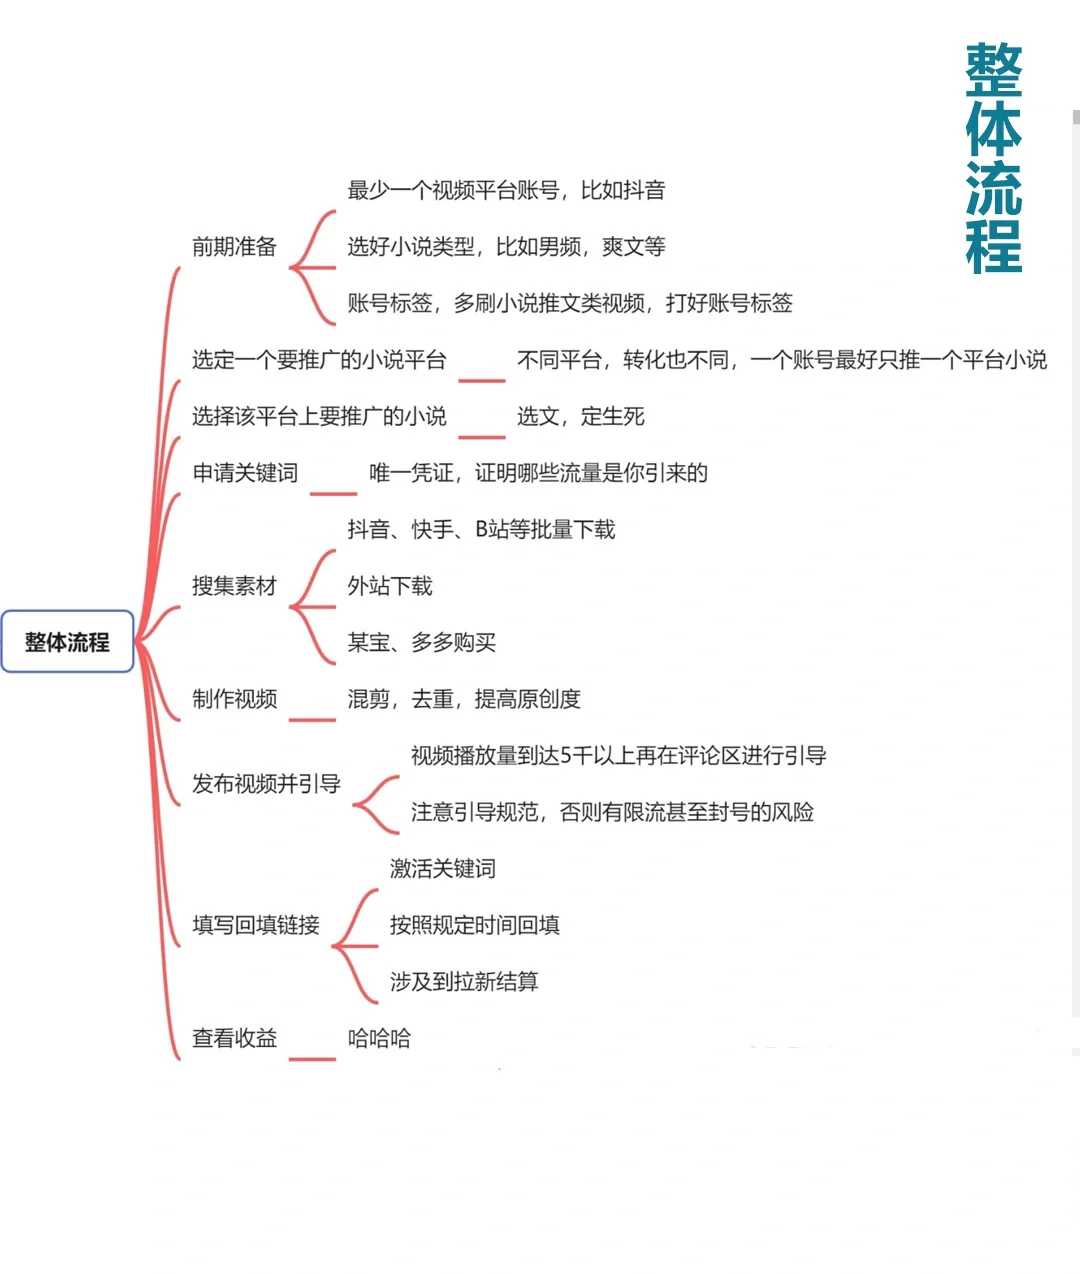 整体流程
最少一个视频平台账号，比如抖音
前期准备
选好小说类型，比如男频，爽文等
账号标签，多刷小说推文类视频，打好账号标签
选定一个要推广的小说平台
不同平台，转化也不同，一个账号最好只推一个平台小说
选择该平台上要推广的小说
选文，定生死
申请关键词
唯一凭证，证明哪些流量是你引来的
抖音、快手、B站等批量下载
搜集素材
外站下载
某宝、多多购买
整体流程
制作视频
混剪，去重，提高原创度
发布视频并引导
视频播放量到达5千以上再在评论区进行引导
注意引导规范，否则有限流甚至封号的风险
激活关键词
填写回填链接
按照规定时间回填
涉及到拉新结算
查看收益
哈哈哈